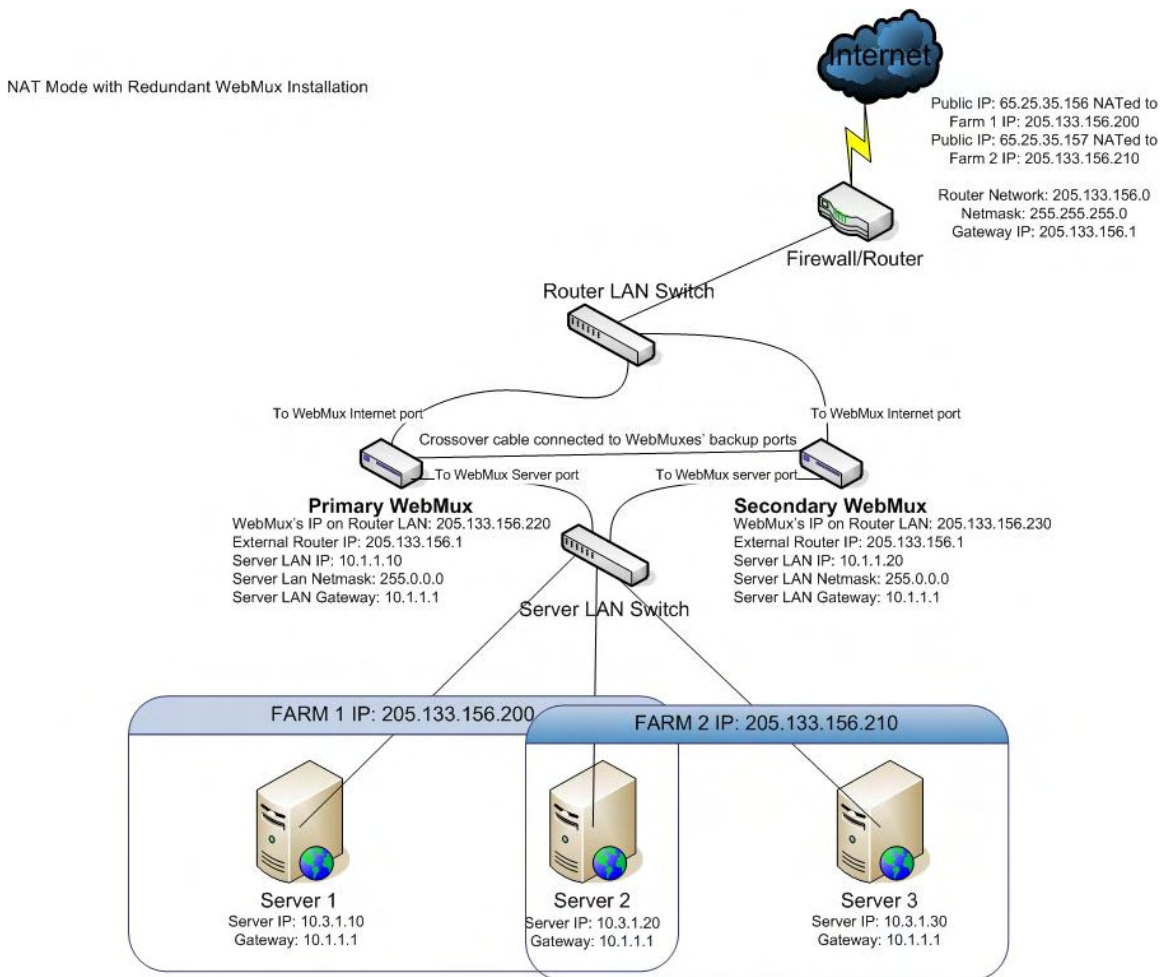 Internet
NAT Mode with Redundant WebMux Installation
Public IP: 65.25.35.156 NATed to
Farm 1 IP: 205.133.156.200
Public IP: 65.25.35.157 NATed to
Farm 2 IP: 205.133.156.210
Router Network: 205.133.156.0
Netmask: 255.255.255.0
Gateway IP: 205.133.156.1
Firewall/Router
Router LAN Switch
To WebMux Internet port
To WebMux Internet port
Crossover cable connected to WebMuxes' backup ports
To WebMux Server port
To WebMux server port
Primary WebMux
WebMux's IP on Router LAN: 205.133.156.220
External Router IP: 205.133.156.1
Server LAN IP: 10.1.1.10
Server Lan Netmask: 255.0.0.0
Server LAN Gateway: 10.1.1.1
Secondary WebMux
WebMux's IP on Router LAN: 205.133.156.230
External Router IP: 205.133.156.1
Server LAN IP: 10.1.1.20
Server LAN Netmask: 255.0.0.0
Server LAN Gateway: 10.1.1.1
Server LAN Switch
FARM 1 IP: 205.133.156.200
FARM 2 IP: 205.133.156.210
Server 1
Server IP: 10.3.1.10
Gateway: 10.1.1.1
Server 2
Server IP: 10.3.1.20
Gateway: 10.1.1.1
Server 3
Server IP: 10.3.1.30
Gateway: 10.1.1.1